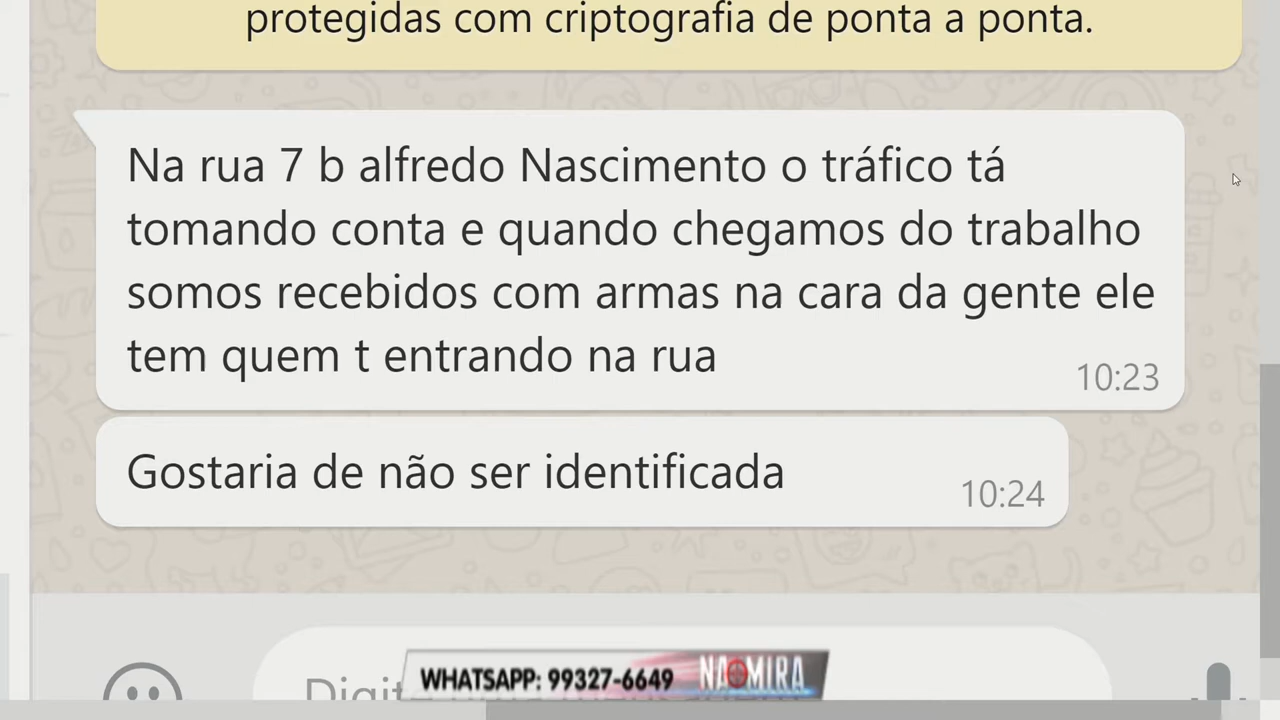 protegidas com criptografia de ponta a ponta.
Na rua 7 b alfredo Nascimento o tráfico tá
tomando conta e quando chegamos do trabalho
somos recebidos com armas na cara da gente ele
tem quem t entrando na rua
10:23
Gostaria de não ser identificada
10:24
WHATSAPP: 99327-6649 NA MIRA